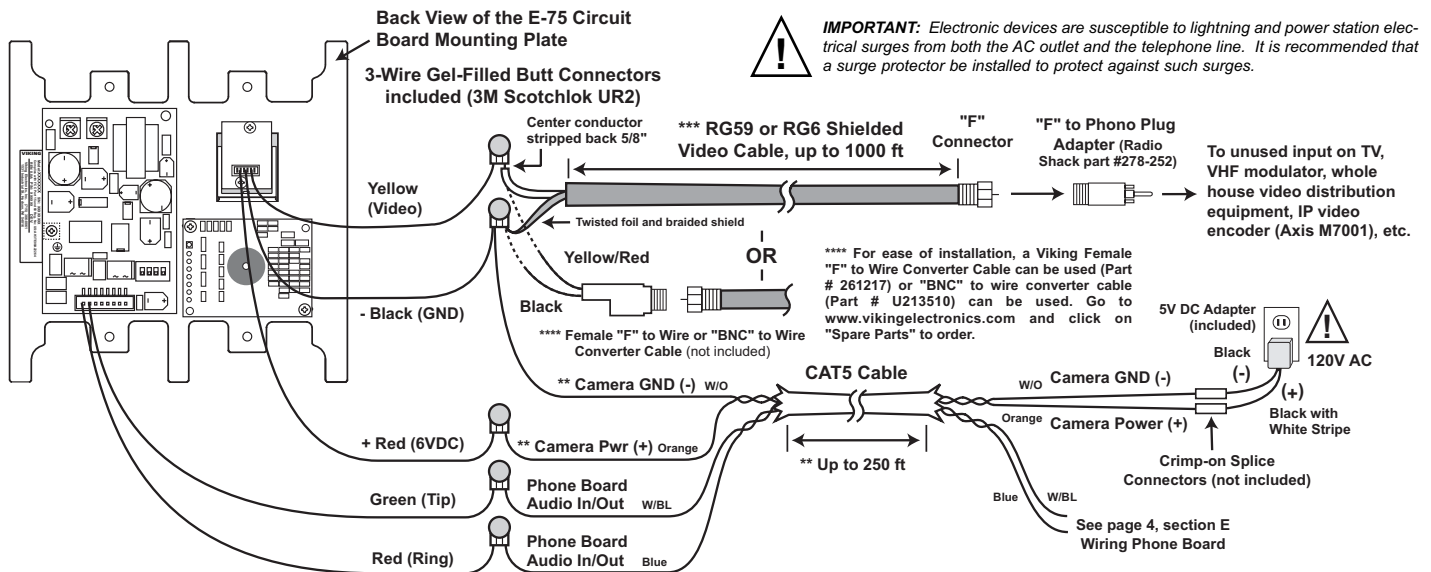 Back View of the E-75 Circuit
Board Mounting Plate
IMPORTANT: Electronic devices are susceptible to lightning and power station elec-
trical surges from both the AC outlet and the telephone line. It is recommended that
a surge protector be installed to protect against such surges.
3-Wire Gel-Filled Butt Connectors
included (3M Scotchlok UR2)
Center conductor
stripped back 5/8"
*** RG59 or RG6 Shielded
Video Cable, up to 1000 ft
"F"
Connector
"F" to Phono Plug
Adapter (Radio
Shack part #278-252)
To unused input on TV,
VHF modulator, whole
house video distribution
equipment, IP video
encoder (Axis M7001), etc.
VIKING
Yellow
(Video)
Twisted foil and braided shield
Yellow/Red
OR
Black
- Black (GND)
**** For ease of installation, a Viking Female
"F" to Wire Converter Cable can be used (Part
# 261217) or "BNC" to wire converter cable
(Part # U213510) can be used. Go to
www.vikingelectronics.com and click on
"Spare Parts" to order.
**** Female "F" to Wire or "BNC" to Wire
Converter Cable (not included)
5V DC Adapter
(included)
120V AC
Black
(-)
(+)
Black with
White Stripe
** Camera GND (-) W/O
CAT5 Cable
W/O Camera GND (-)
Orange Camera Power (+)
+ Red (6VDC)
** Camera Pwr (+) Orange
** Up to 250 ft
Crimp-on Splice
Connectors (not included)
Green (Tip)
Phone Board
Audio In/Out W/BL
Blue W/BL
See page 4, section E
Wiring Phone Board
Red (Ring)
Phone Board
Audio In/Out Blue